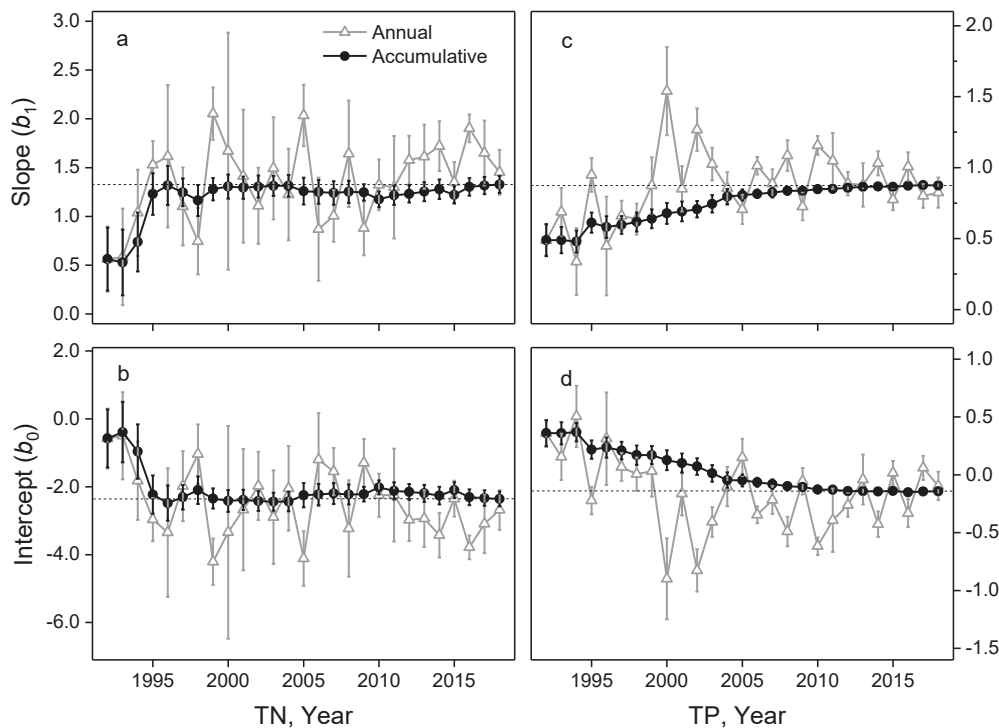 a
Annual
Accumulative
3.0
2.5
2.0
1.5
1.0
0.5
0.0
Slope (b1)
c
2.0
1.5
1.0
0.5
0.0
b
2.0
0.0
-2.0
-4.0
-6.0
Intercept (b0)
d
1.0
0.5
0.0
-0.5
-1.0
-1.5
1995 2000 2005 2010 2015
1995 2000 2005 2010 2015
TN, Year
TP, Year